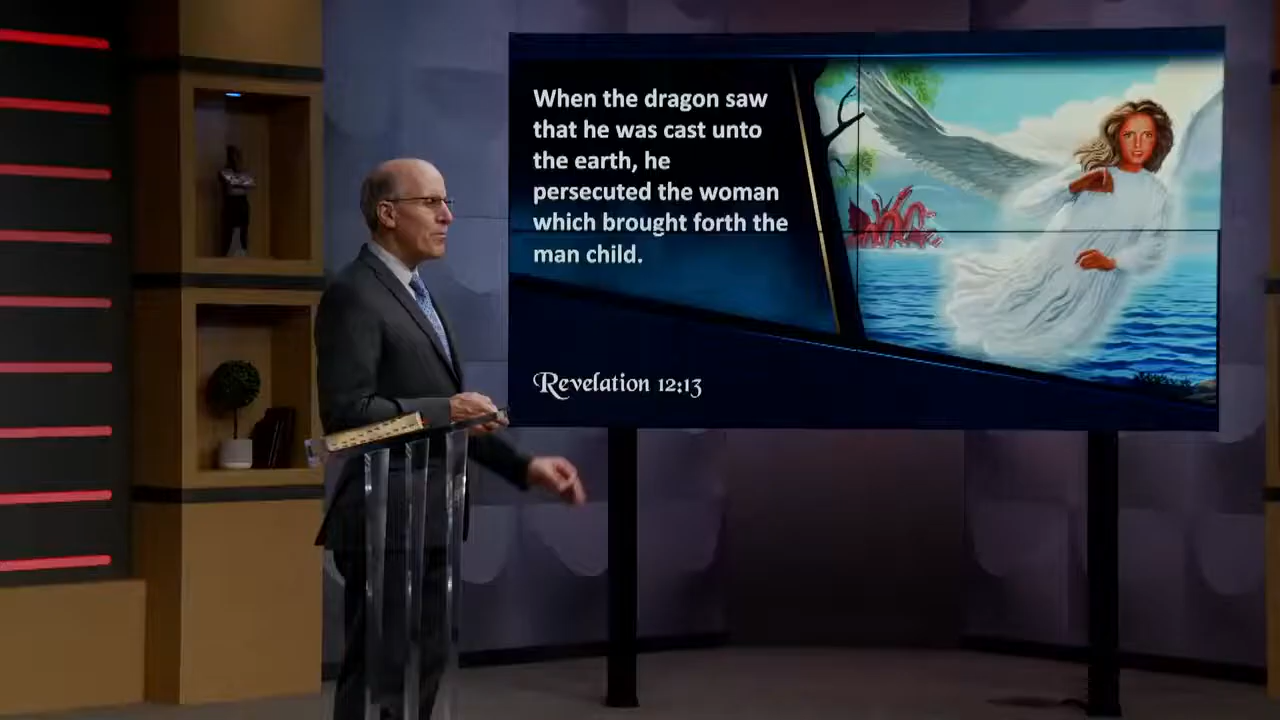 When the dragon saw
that he was cast unto
the earth, he
persecuted the woman
which brought forth the
man child.
Revelation 12:13